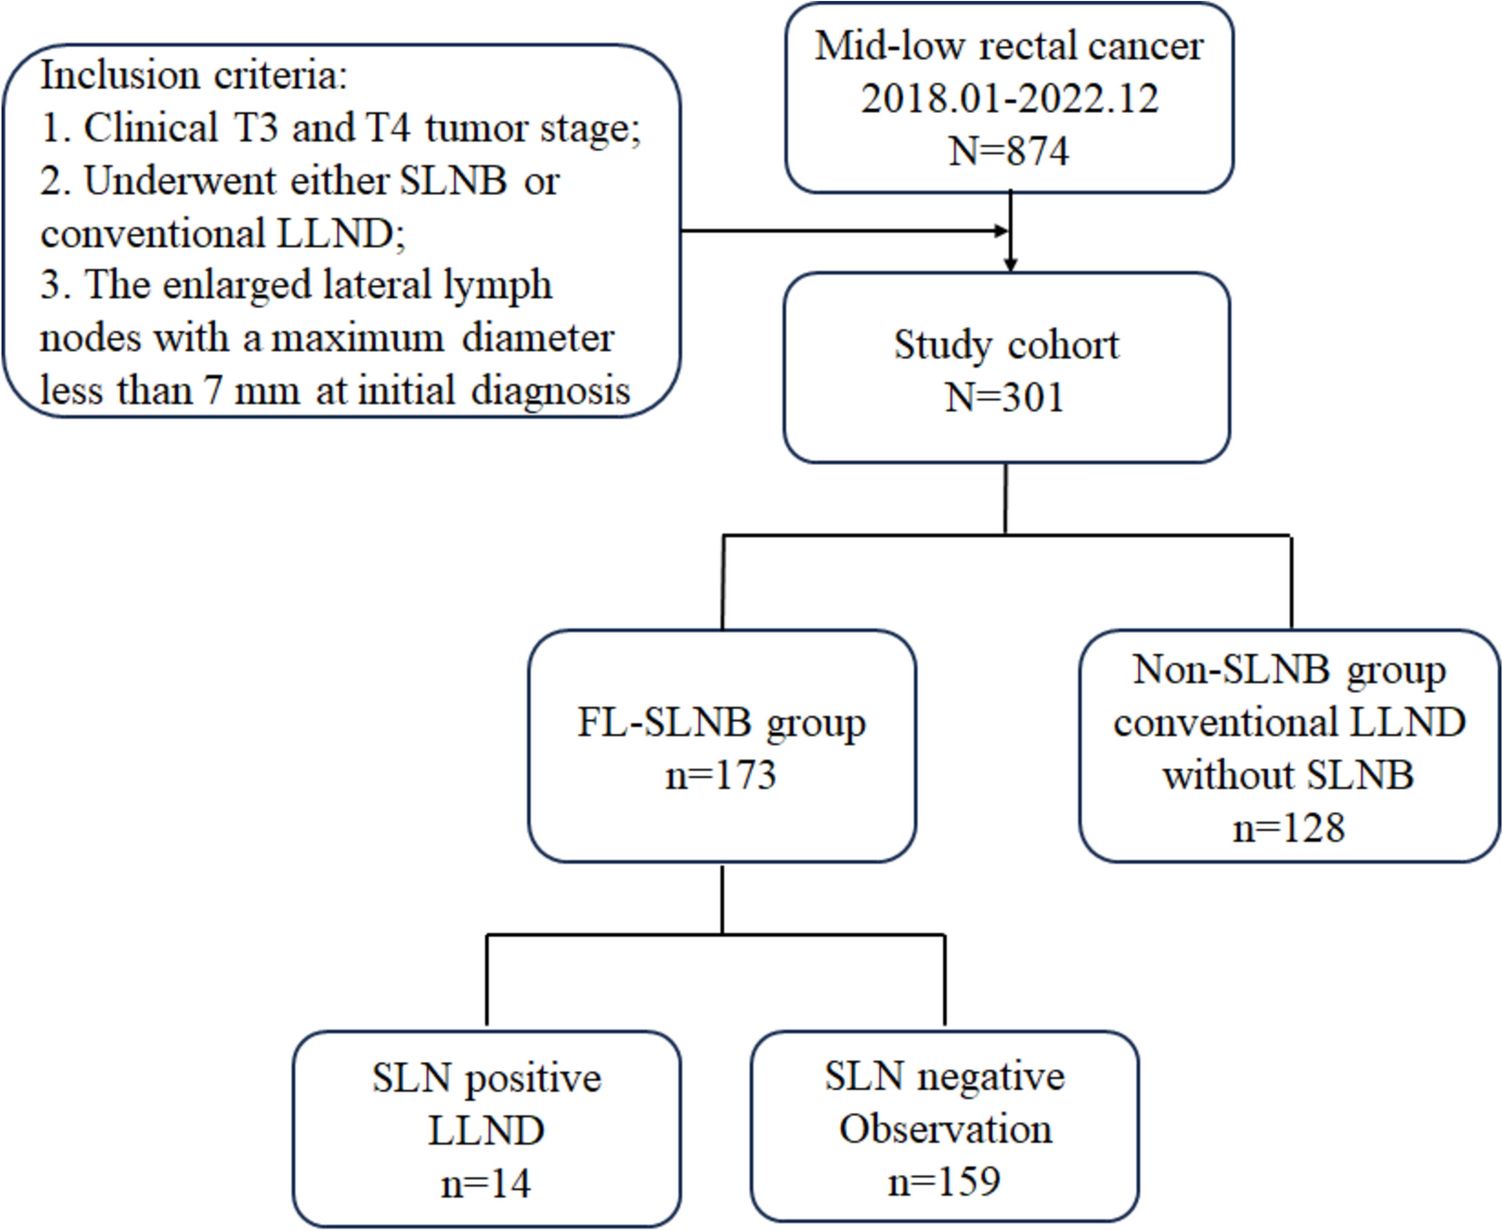 Mid-low rectal cancer
2018.01-2022.12
N=874
Inclusion criteria:
1. Clinical T3 and T4 tumor stage;
2. Underwent either SLNB or
conventional LLND;
3. The enlarged lateral lymph
nodes with a maximum diameter
less than 7 mm at initial diagnosis
Study cohort
N=301
FL-SLNB group
n=173
Non-SLNB group
conventional LLND
without SLNB
n=128
SLN positive
LLND
n=14
SLN negative
Observation
n=159